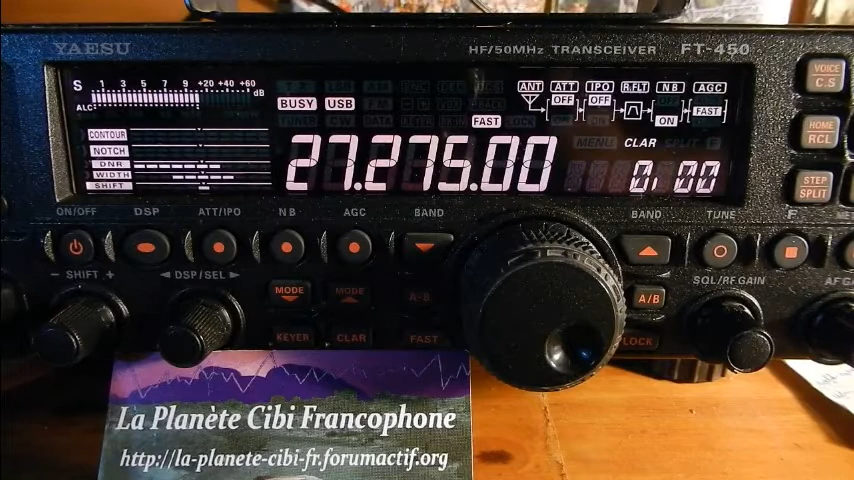 YAESU
HF/50MHz TRANSCEIVER FT-450
S 1 3 5 7 9 +20 +40 +60 dB
ALC
BUSY USB
FAST
ANT ATT IPO R.FLT NB AGC
OFF OFF ON FAST
CONTOUR
NOTCH
DNR
WIDTH
SHIFT
27.275.00
MENU CLAR SPLIT
0.00
VOICE
C.S
HOME
RCL
STEP
SPLIT
ON/OFF DSP ATT/IPO NB AGC BAND BAND TUNE F
− SHIFT + ◄ DSP/SEL ► MODE MODE A=B A/B SQL/RF GAIN
KEYER CLAR FAST LOCK
La Planète Cibi Francophone
http://la-planete-cibi-fr.forumactif.org